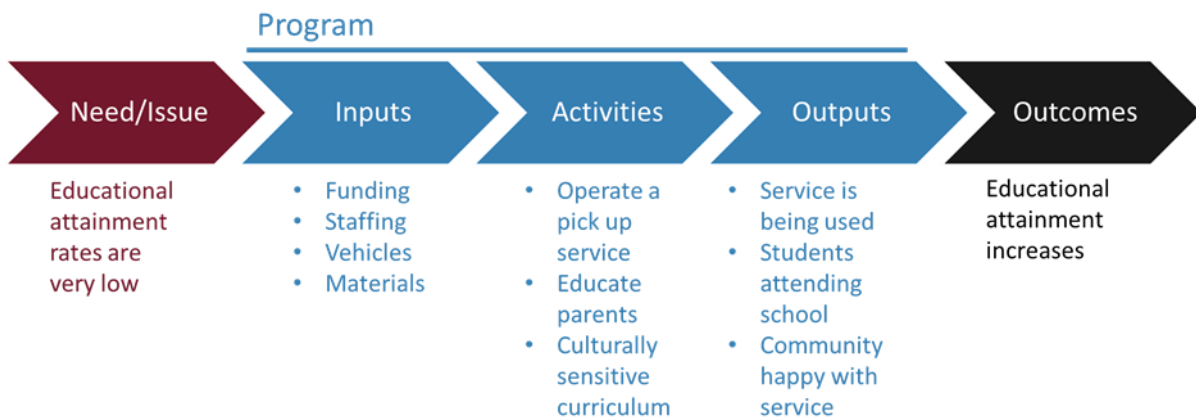 Program
Need/Issue
Inputs
Activities
Outputs
Outcomes
Educational
attainment
rates are
very low
• Funding
• Staffing
• Vehicles
• Materials
• Operate a
pick up
service
• Educate
parents
• Culturally
sensitive
curriculum
• Service is
being used
• Students
attending
school
• Community
happy with
service
Educational
attainment
increases